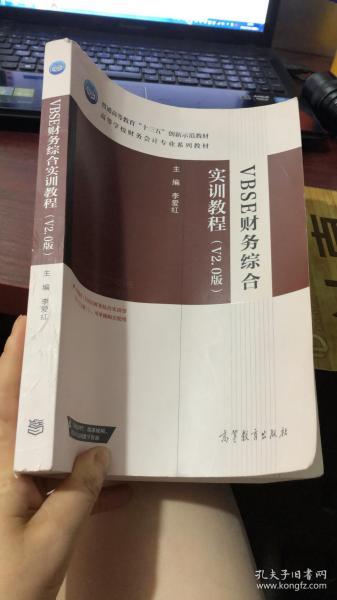 普通高等教育“十三五”创新示范教材
高等学校财务会计专业系列教材
VBSE财务综合
实训教程（V2.0版）
主 编 李爱红
高等教育出版社
VBSE财务综合实训教程（V2.0版）
主 编 李爱红
孔夫子旧书网
www.kongfz.com